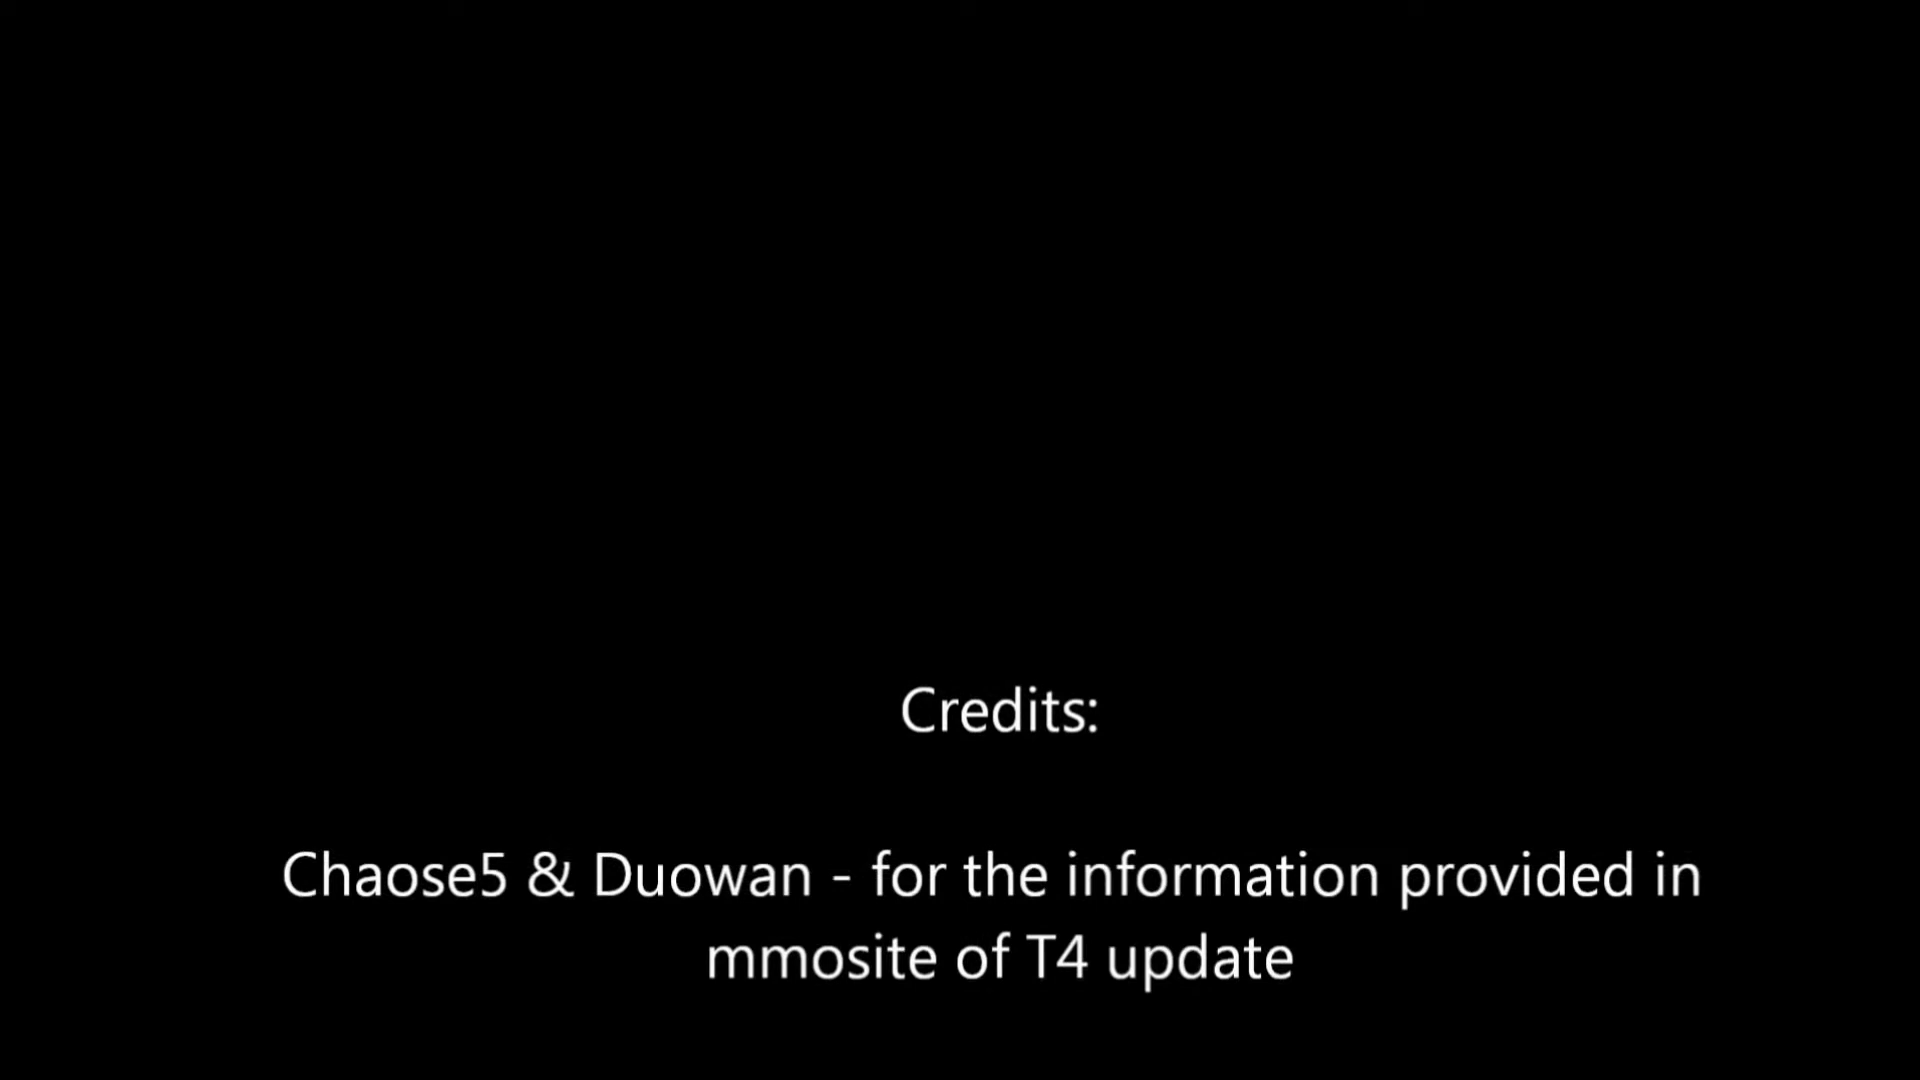 Credits:
Chaose5 & Duowan - for the information provided in
mmosite of T4 update